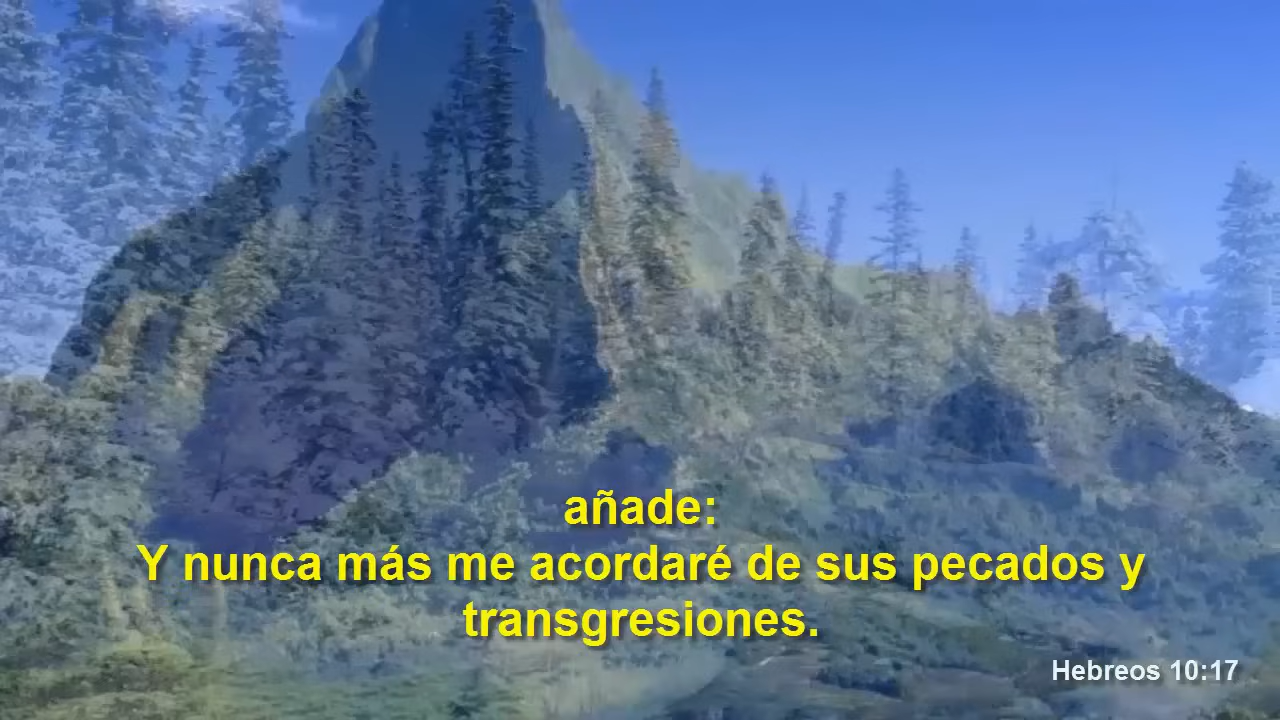 añade:
Y nunca más me acordaré de sus pecados y
transgresiones.
Hebreos 10:17